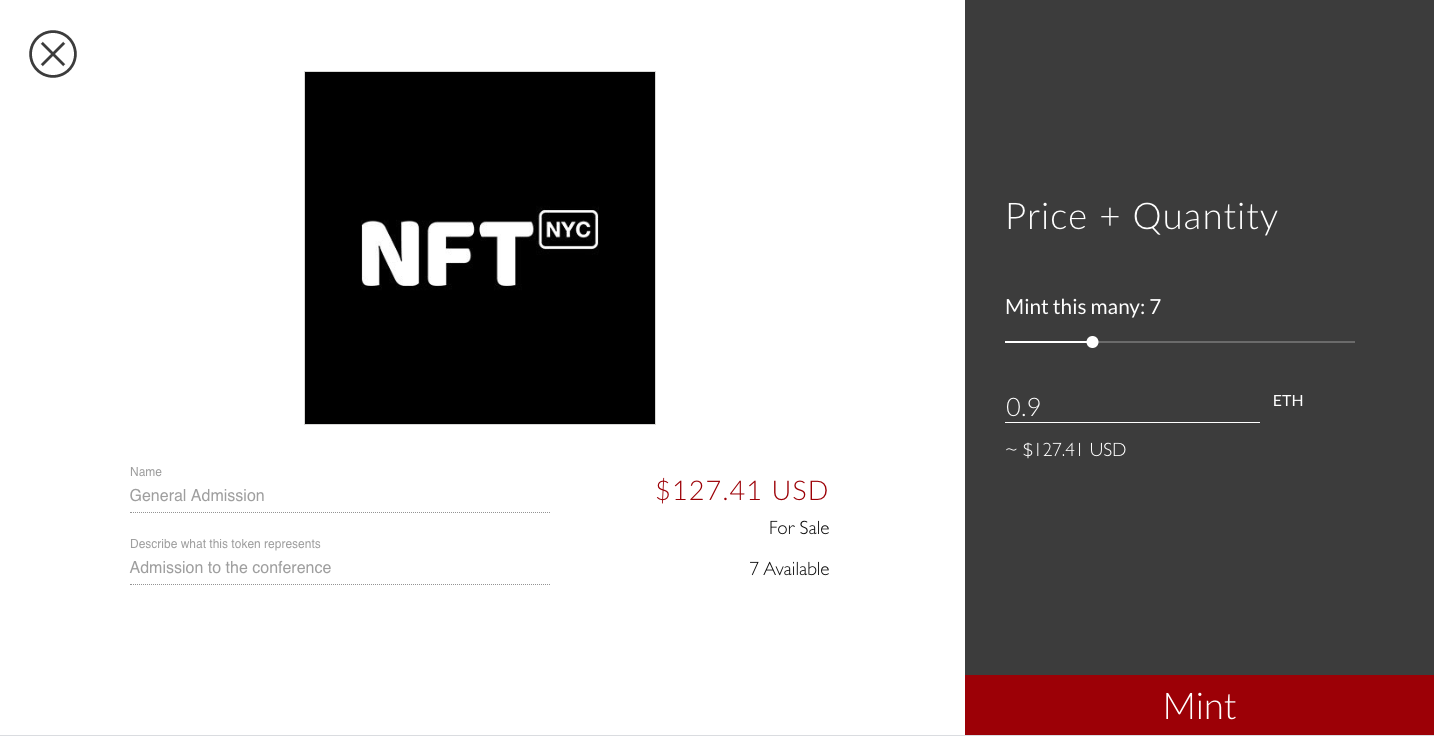 NFT NYC
Name
General Admission
Describe what this token represents
Admission to the conference
$127.41 USD
For Sale
7 Available
Price + Quantity
Mint this many: 7
0.9 ETH
~ $127.41 USD
Mint